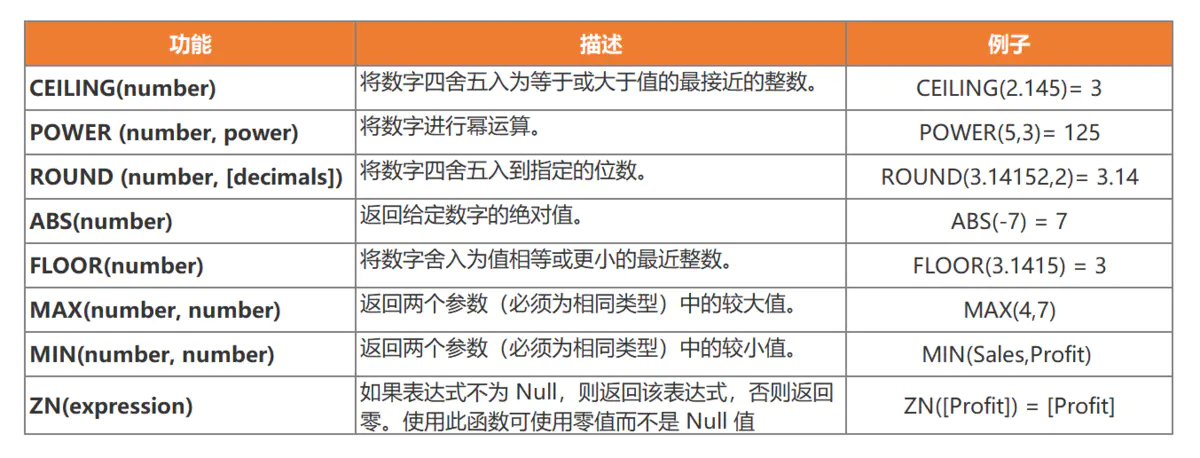 功能 描述 例子
CEILING(number) 将数字四舍五入为等于或大于值的最接近的整数。 CEILING(2.145)= 3
POWER (number, power) 将数字进行幂运算。 POWER(5,3)= 125
ROUND (number, [decimals]) 将数字四舍五入到指定的位数。 ROUND(3.14152,2)= 3.14
ABS(number) 返回给定数字的绝对值。 ABS(-7) = 7
FLOOR(number) 将数字舍入为值相等或更小的最近整数。 FLOOR(3.1415) = 3
MAX(number, number) 返回两个参数（必须为相同类型）中的较大值。 MAX(4,7)
MIN(number, number) 返回两个参数（必须为相同类型）中的较小值。 MIN(Sales,Profit)
ZN(expression) 如果表达式不为 Null，则返回该表达式，否则返回 ZN([Profit]) = [Profit]
零。使用此函数可使用零值而不是 Null 值